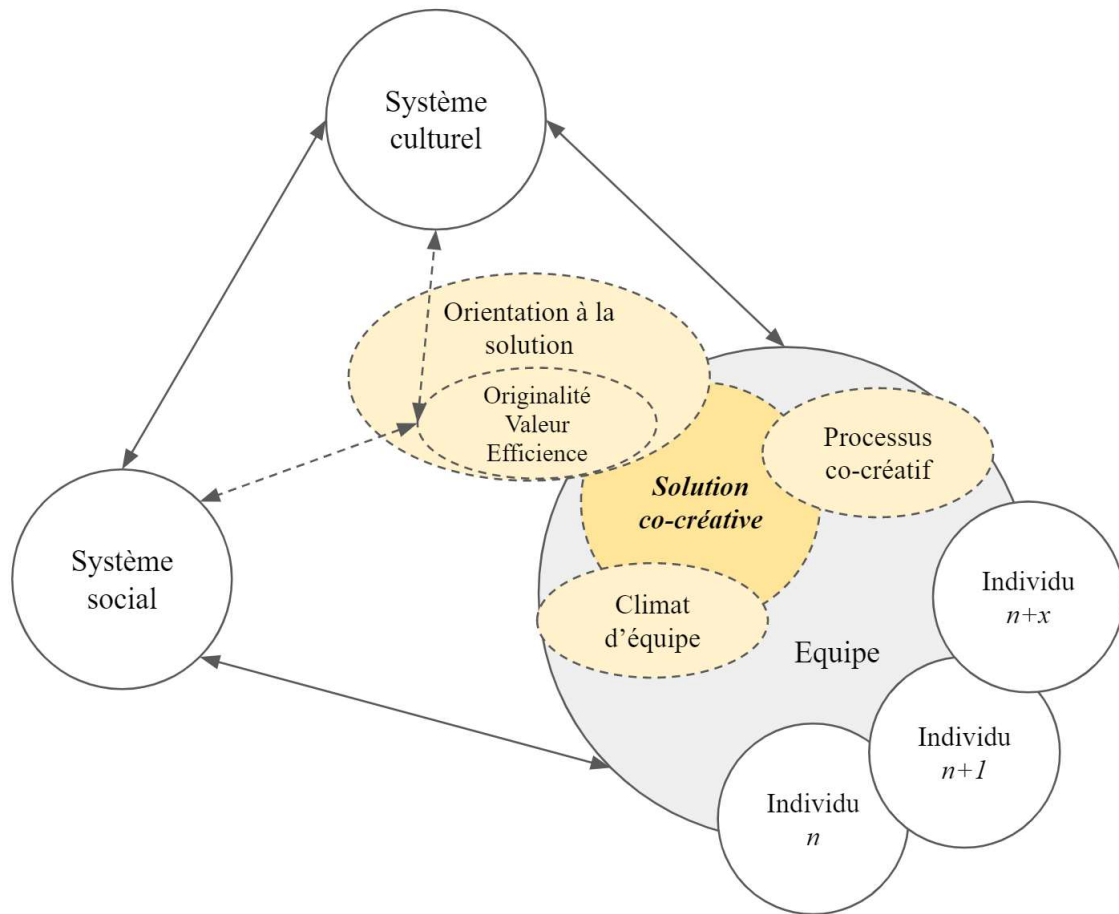 Système
culturel
Orientation à la
solution
Originalité
Valeur
Efficience
Processus
co-créatif
Solution
co-créative
Système
social
Climat
d’équipe
Equipe
Individu
n+x
Individu
n+1
Individu
n